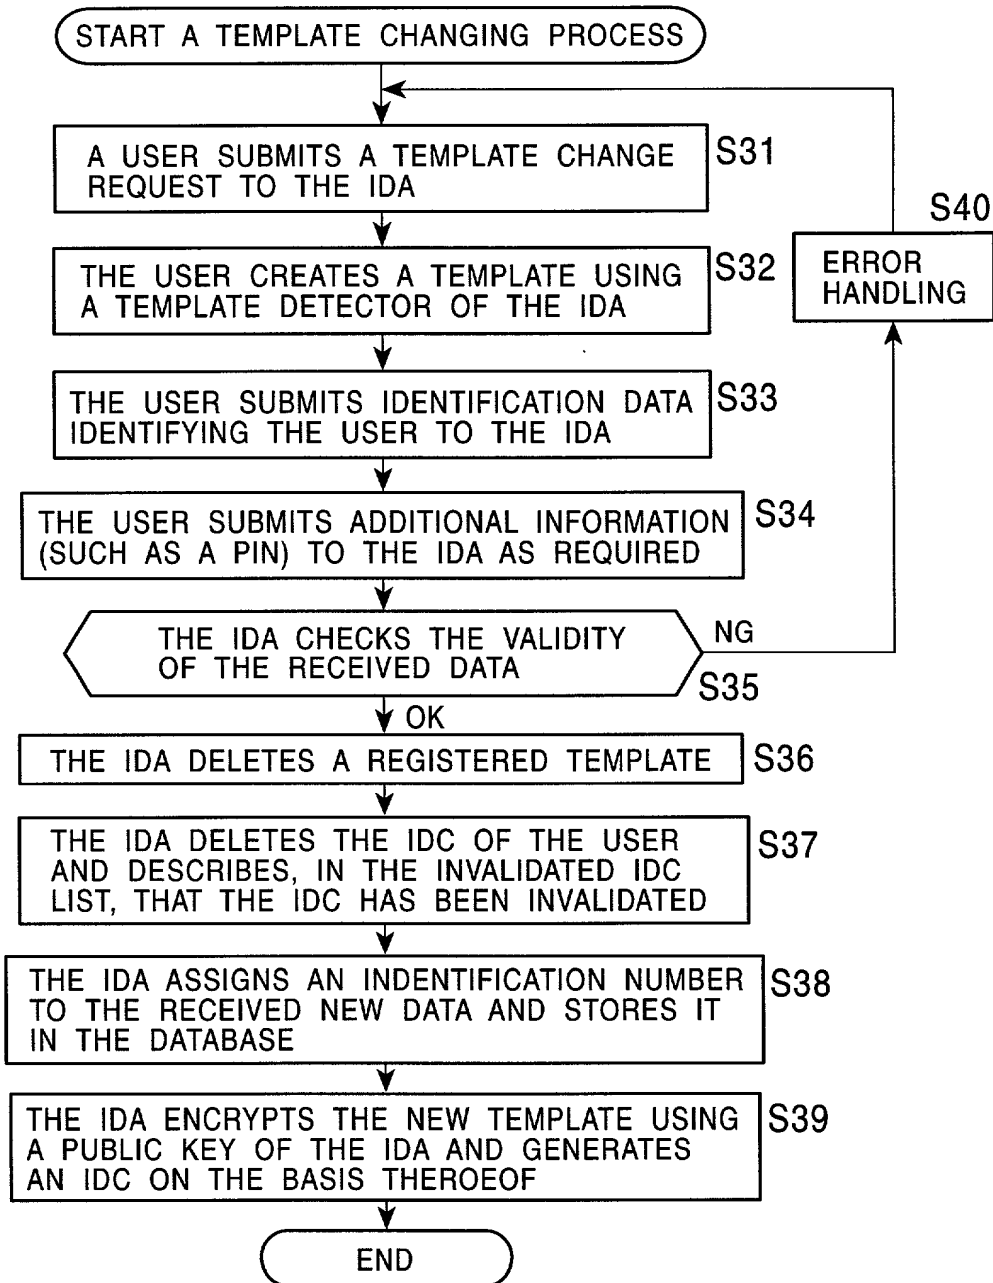 START A TEMPLATE CHANGING PROCESS
A USER SUBMITS A TEMPLATE CHANGE
REQUEST TO THE IDA
S31
S40
ERROR
HANDLING
THE USER CREATES A TEMPLATE USING
A TEMPLATE DETECTOR OF THE IDA
S32
THE USER SUBMITS IDENTIFICATION DATA
IDENTIFYING THE USER TO THE IDA
S33
THE USER SUBMITS ADDITIONAL INFORMATION
(SUCH AS A PIN) TO THE IDA AS REQUIRED
S34
THE IDA CHECKS THE VALIDITY
OF THE RECEIVED DATA
NG
S35
OK
THE IDA DELETES A REGISTERED TEMPLATE
S36
THE IDA DELETES THE IDC OF THE USER
AND DESCRIBES, IN THE INVALIDATED IDC
LIST, THAT THE IDC HAS BEEN INVALIDATED
S37
THE IDA ASSIGNS AN INDENTIFICATION NUMBER
TO THE RECEIVED NEW DATA AND STORES IT
IN THE DATABASE
S38
THE IDA ENCRYPTS THE NEW TEMPLATE USING
A PUBLIC KEY OF THE IDA AND GENERATES
AN IDC ON THE BASIS THEROEOF
S39
END